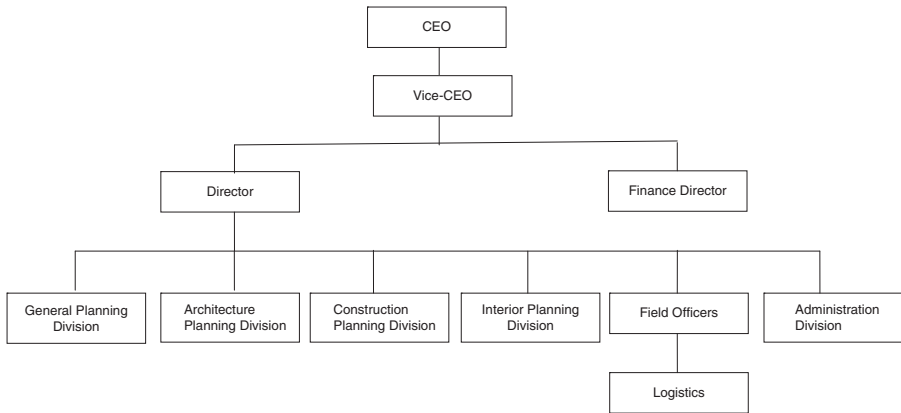 CEO
Vice-CEO
Director
Finance Director
General Planning
Division
Architecture
Planning Division
Construction
Planning Division
Interior Planning
Division
Field Officers
Administration
Division
Logistics